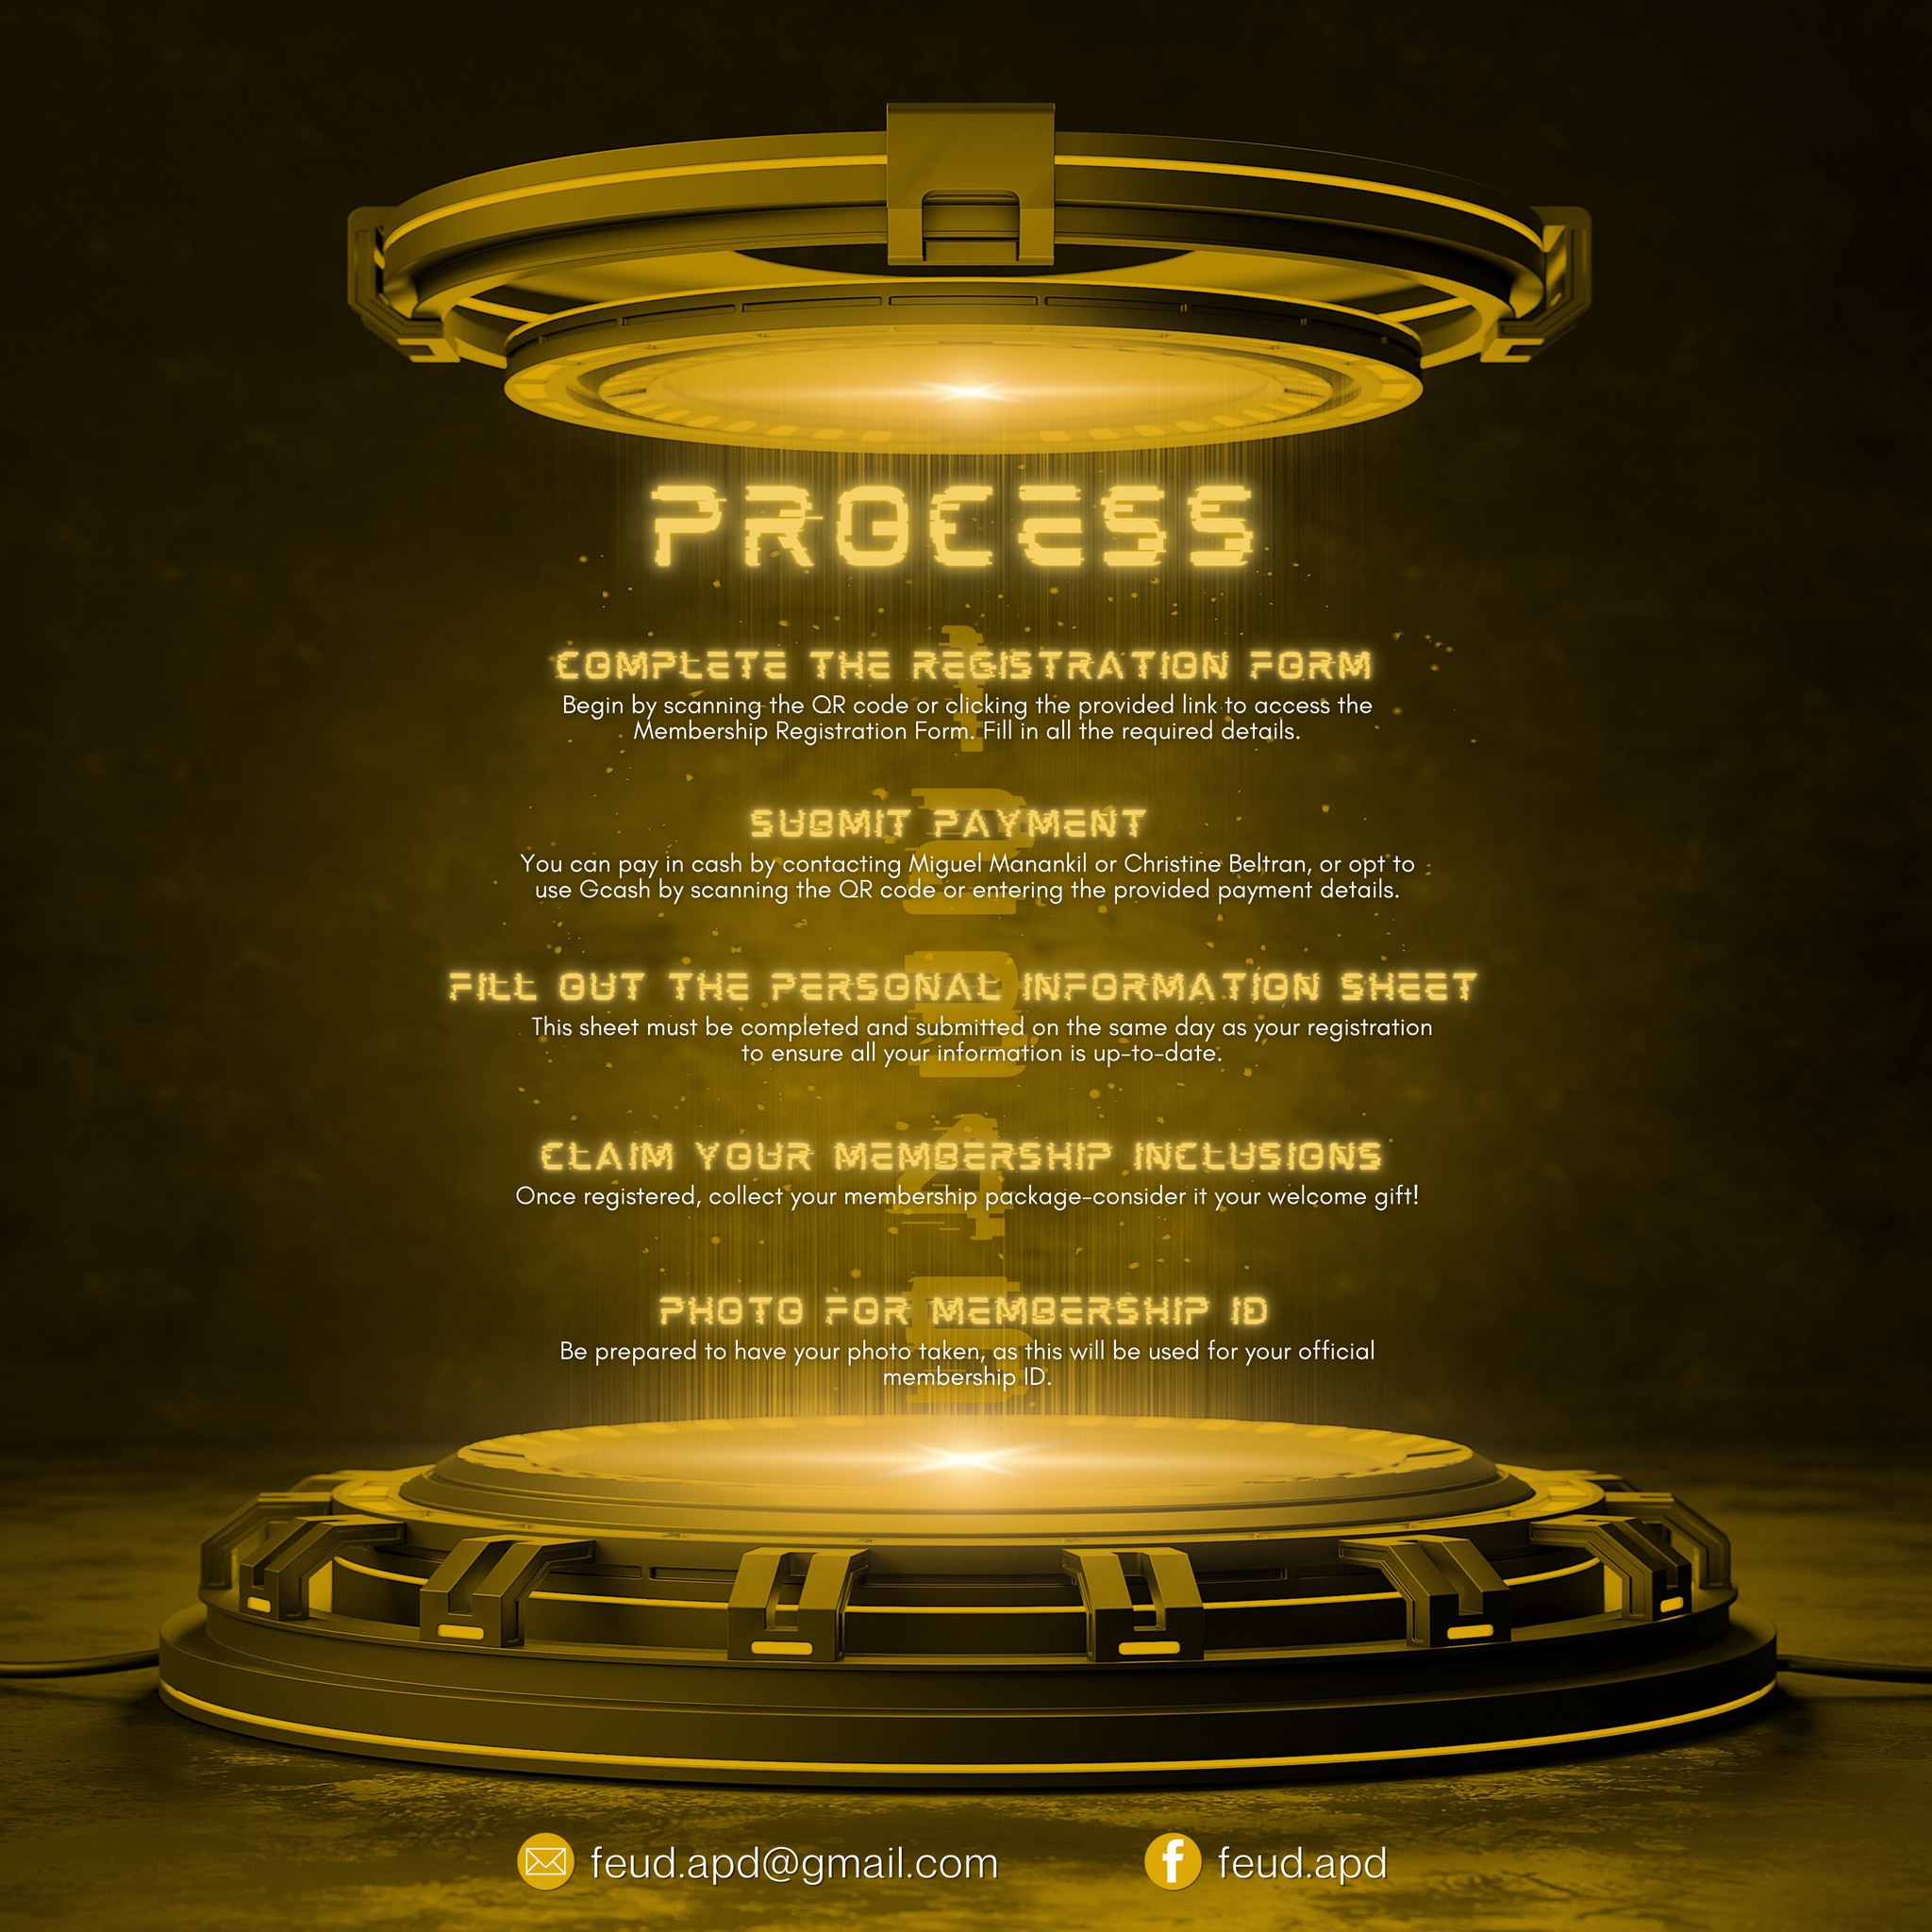 PROCESS
1
COMPLETE THE REGISTRATION FORM
Begin by scanning the QR code or clicking the provided link to access the
Membership Registration Form. Fill in all the required details.
2
SUBMIT PAYMENT
You can pay in cash by contacting Miguel Manankil or Christine Beltran, or opt to
use Gcash by scanning the QR code or entering the provided payment details.
3
FILL OUT THE PERSONAL INFORMATION SHEET
This sheet must be completed and submitted on the same day as your registration
to ensure all your information is up-to-date.
4
CLAIM YOUR MEMBERSHIP INCLUSIONS
Once registered, collect your membership package-consider it your welcome gift!
5
PHOTO FOR MEMBERSHIP ID
Be prepared to have your photo taken, as this will be used for your official
membership ID.
feud.apd@gmail.com
feud.apd